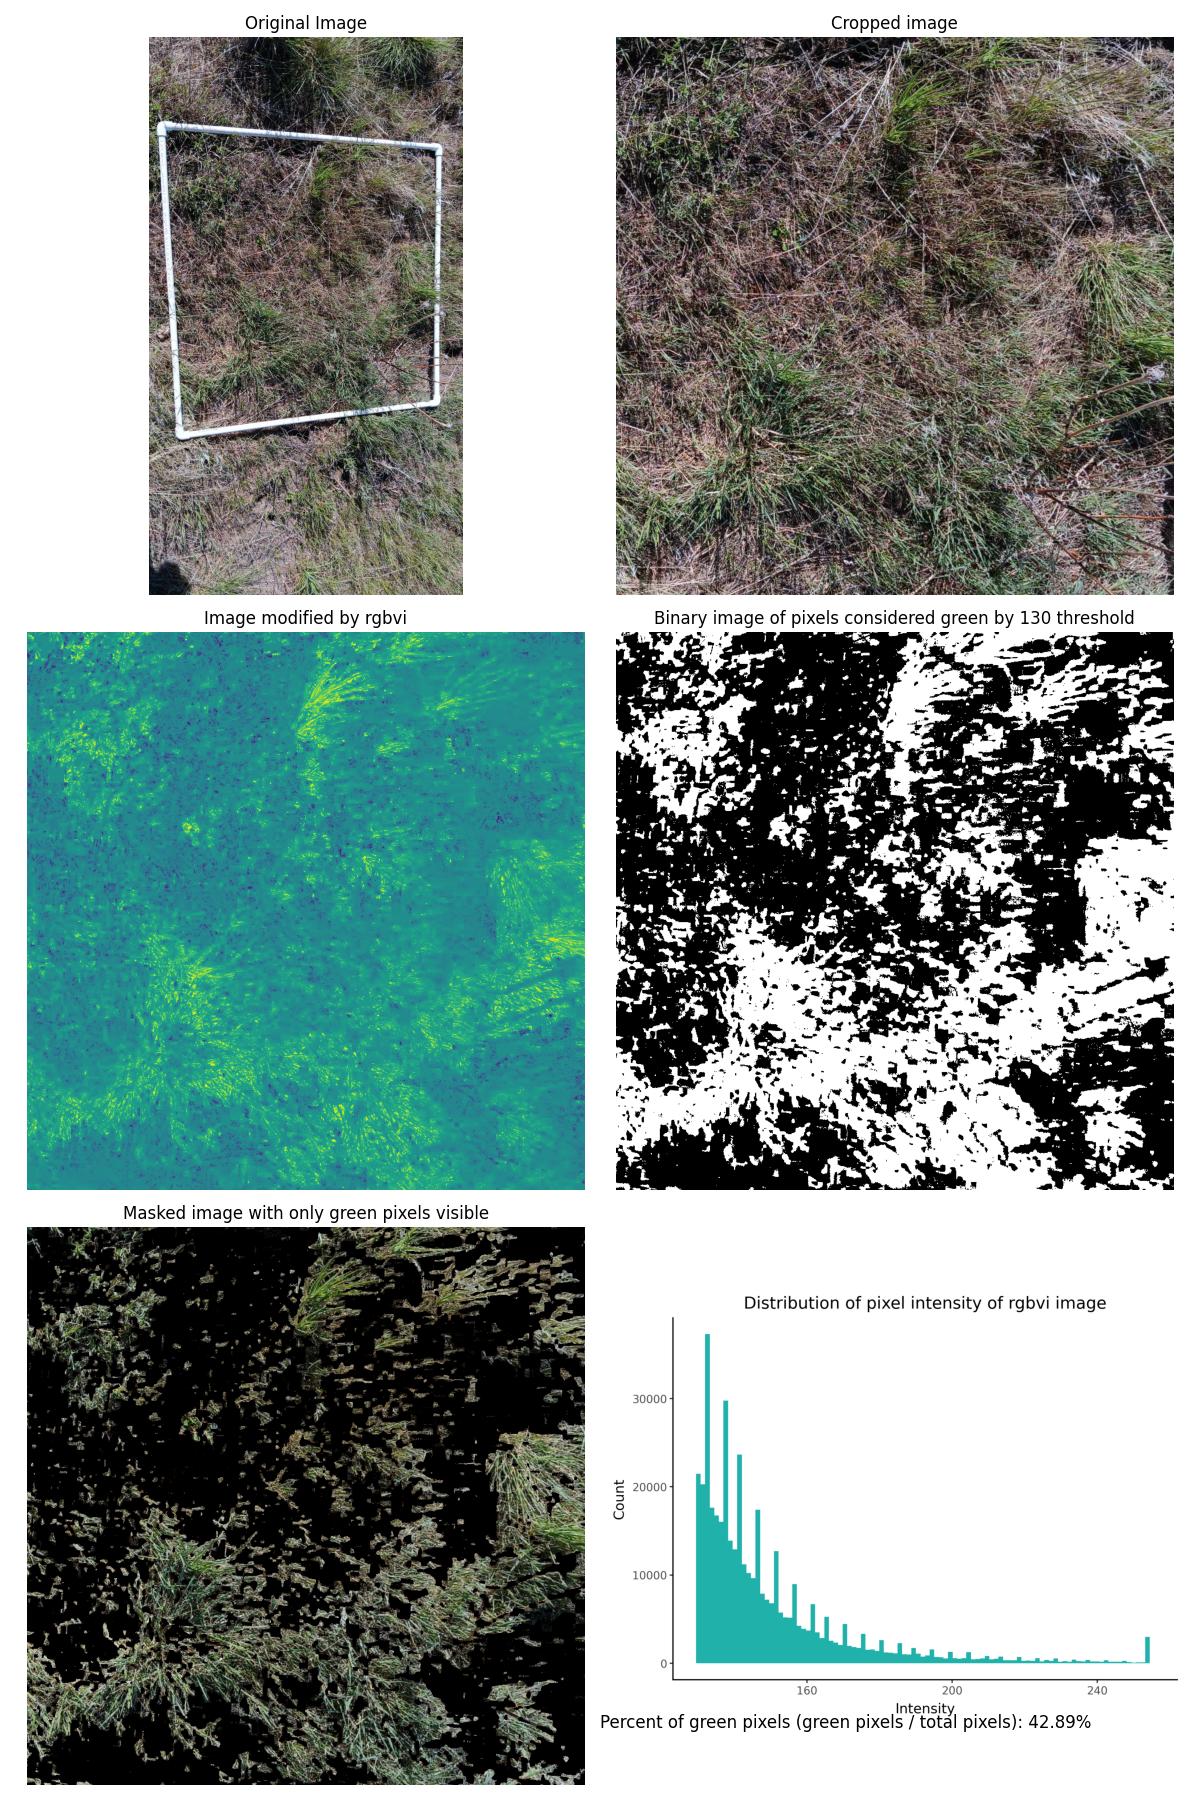 Original Image
Cropped image
Image modified by rgbvi
Binary image of pixels considered green by 130 threshold
Masked image with only green pixels visible
Distribution of pixel intensity of rgbvi image
30000
20000
10000
0
Count
160
200
240
Intensity
Percent of green pixels (green pixels / total pixels): 42.89%